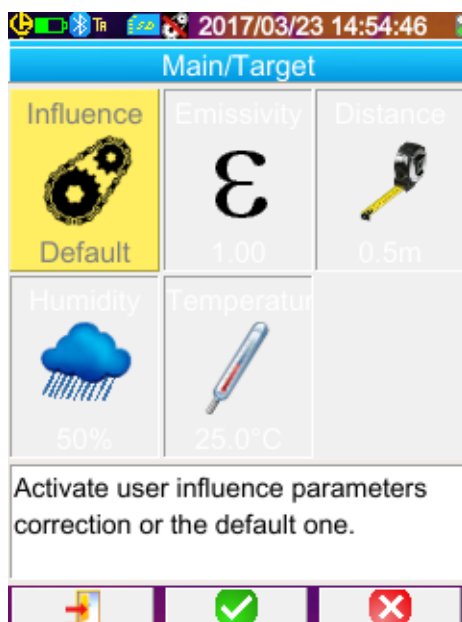 2017/03/23 14:54:46
Main/Target
Influence Emissivity Distance
ε
Default 1.00 0.5m
Humidity Temperatur
50% 25.0°C
Activate user influence parameters
correction or the default one.